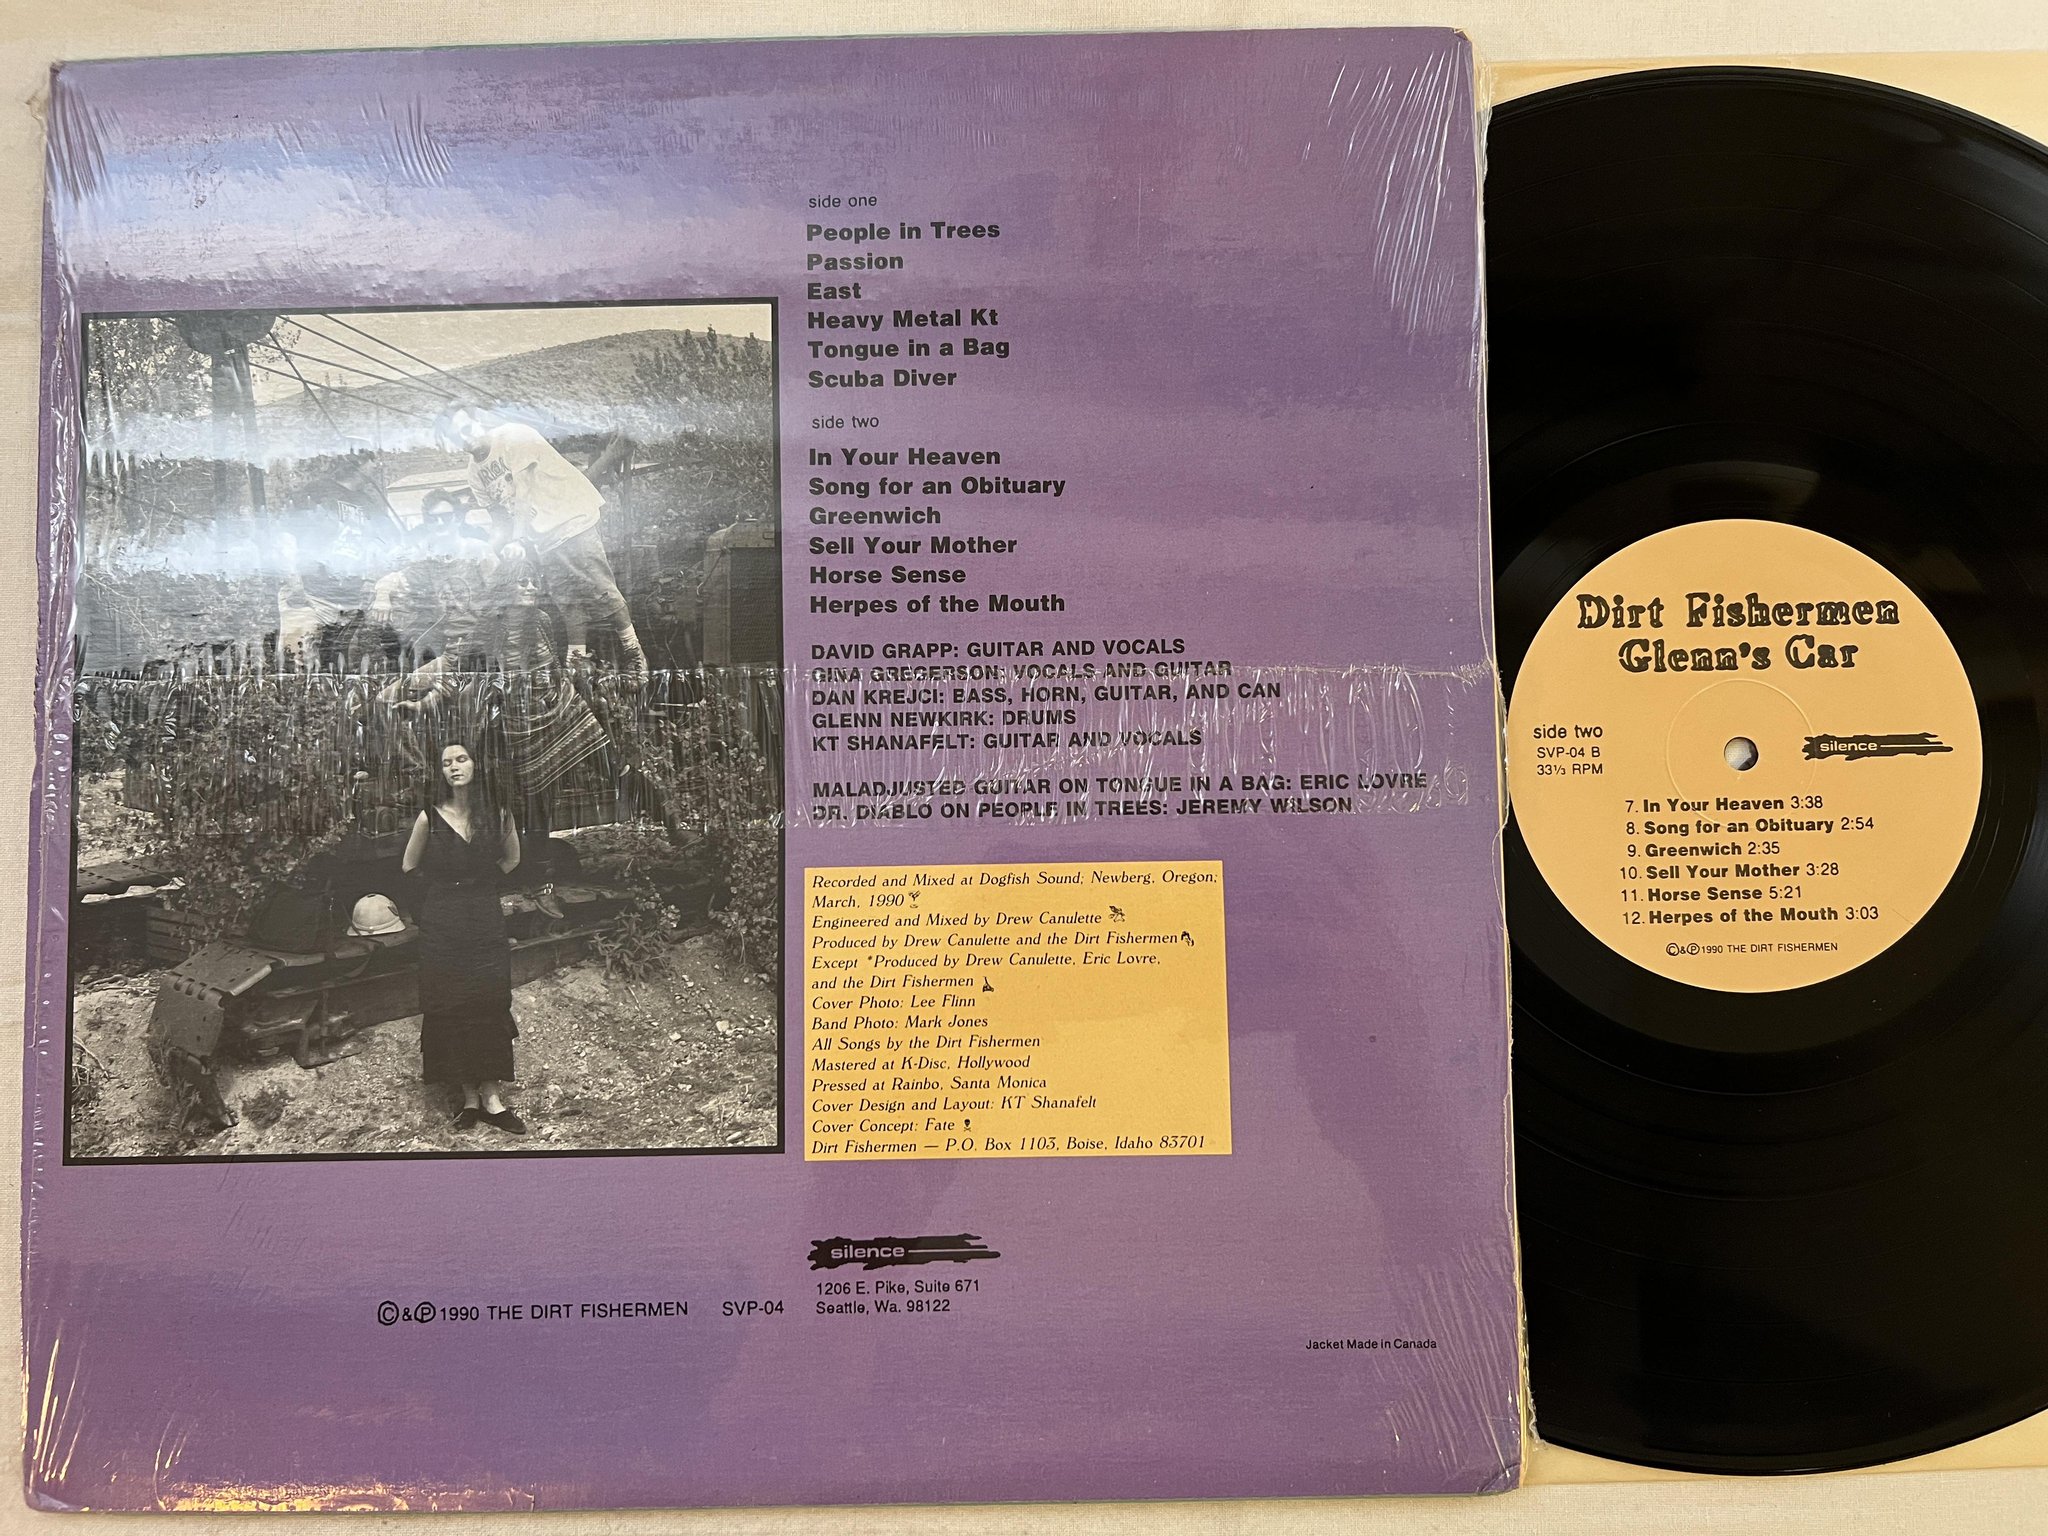 side one
People in Trees
Passion
East
Heavy Metal Kt
Tongue in a Bag
Scuba Diver
side two
In Your Heaven
Song for an Obituary
Greenwich
Sell Your Mother
Horse Sense
Herpes of the Mouth
DAVID GRAPP: GUITAR AND VOCALS
GINA GREGERSON: VOCALS AND GUITAR
DAN KREJCI: BASS, HORN, GUITAR, AND CAN
GLENN NEWKIRK: DRUMS
KT SHANAFELT: GUITAR AND VOCALS
MALADJUSTED GUITAR ON TONGUE IN A BAG: ERIC LOVRE
DR. DIABLO ON PEOPLE IN TREES: JEREMY WILSON
Recorded and Mixed at Dogfish Sound; Newberg, Oregon;
March, 1990
Engineered and Mixed by Drew Canulette
Produced by Drew Canulette and the Dirt Fishermen
Except *Produced by Drew Canulette, Eric Lovre,
and the Dirt Fishermen
Cover Photo: Lee Flinn
Band Photo: Mark Jones
All Songs by the Dirt Fishermen
Mastered at K-Disc, Hollywood
Pressed at Rainbo, Santa Monica
Cover Design and Layout: KT Shanafelt
Cover Concept: Fate
Dirt Fishermen — P.O. Box 1103, Boise, Idaho 83701
silence
1206 E. Pike, Suite 671
Seattle, Wa. 98122
©&℗1990 THE DIRT FISHERMEN SVP-04
Jacket Made in Canada
Dirt Fishermen
Glenn's Car
side two
SVP-04 B
33⅓ RPM
silence
7. In Your Heaven 3:38
8. Song for an Obituary 2:54
9. Greenwich 2:35
10. Sell Your Mother 3:28
11. Horse Sense 5:21
12. Herpes of the Mouth 3:03
©&℗1990 THE DIRT FISHERMEN